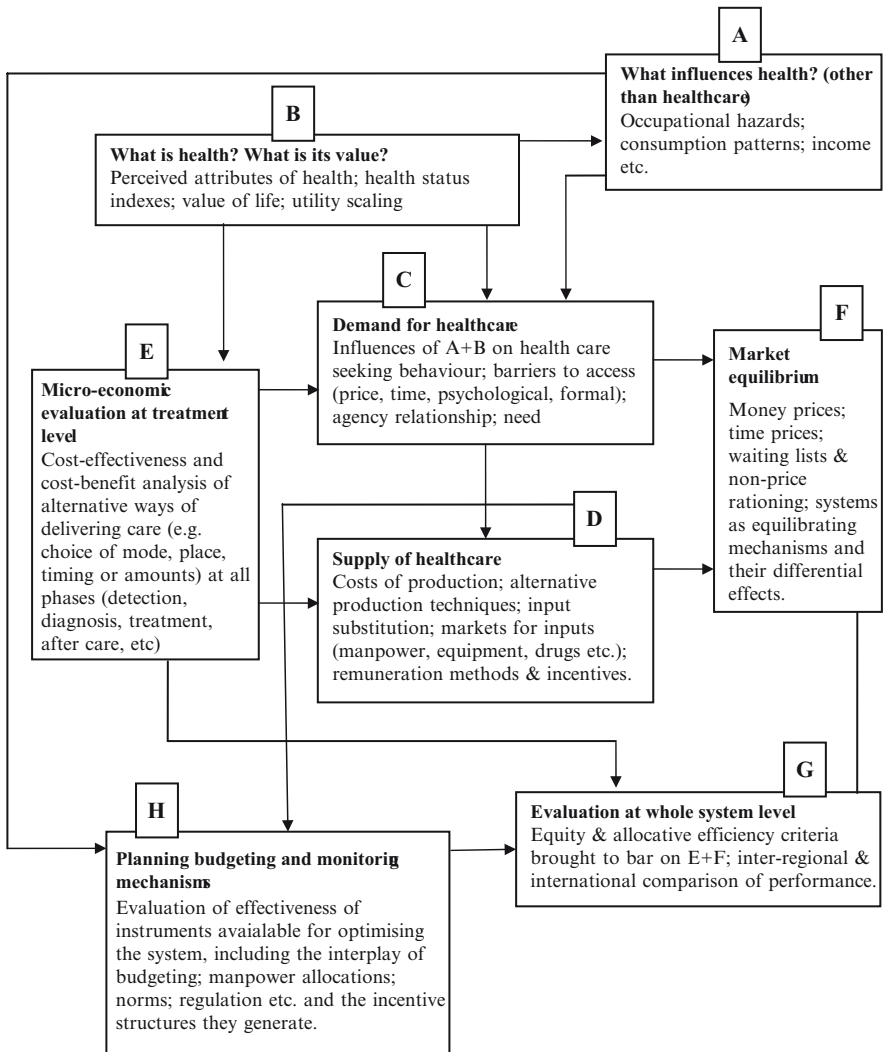 A
What influences health? (other
than healthcare)
Occupational hazards;
consumption patterns; income
etc.
B
What is health? What is its value?
Perceived attributes of health; health status
indexes; value of life; utility scaling
C
Demand for healthcare
Influences of A+B on health care
seeking behaviour; barriers to access
(price, time, psychological, formal);
agency relationship; need
F
Market
equilibrium
Money prices;
time prices;
waiting lists &
non-price
rationing; systems
as equilibrating
mechanisms and
their differential
effects.
E
Micro-economic
evaluation at treatment
level
Cost-effectiveness and
cost-benefit analysis of
alternative ways of
delivering care (e.g.
choice of mode, place,
timing or amounts) at all
phases (detection,
diagnosis, treatment,
after care, etc)
D
Supply of healthcare
Costs of production; alternative
production techniques; input
substitution; markets for inputs
(manpower, equipment, drugs etc.);
remuneration methods & incentives.
G
Evaluation at whole system level
Equity & allocative efficiency criteria
brought to bar on E+F; inter-regional &
international comparison of performance.
H
Planning budgeting and monitoring
mechanisms
Evaluation of effectiveness of
instruments avaialable for optimising
the system, including the interplay of
budgeting; manpower allocations;
norms; regulation etc. and the incentive
structures they generate.